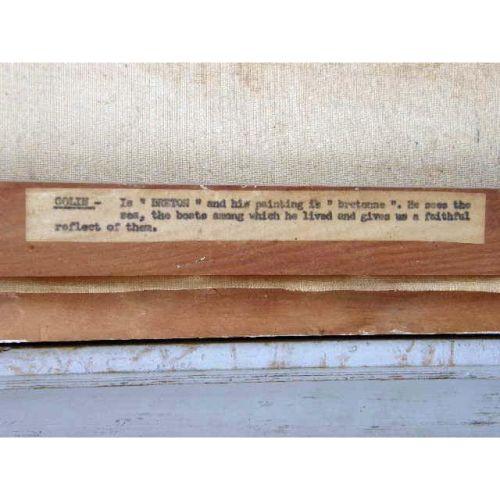 GOLIN - Is " BRETON " and his painting is " bretonne ". He sees the
sea, the boats among which he lived and gives us a faithful
reflect of them.